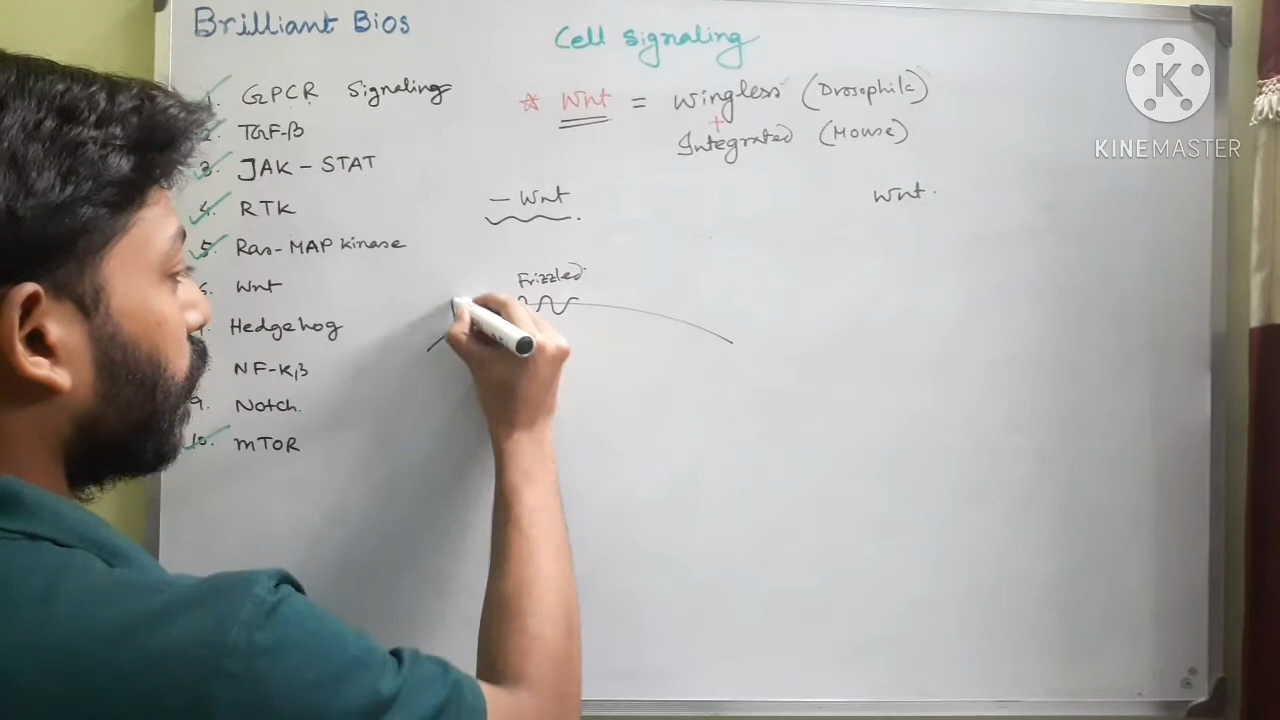 Brilliant Bios
Cell Signaling
1. GPCR Signaling
2. TGF-β
3. JAK - STAT
4. RTK
5. Ras-MAP Kinase
6. Wnt
7. Hedgehog
NF-Kβ
9. Notch.
10. mTOR
* Wnt = Wingless (Drosophila)
+
Integrated (Mouse)
- Wnt
Wnt.
Frizzled
K
KINEMASTER